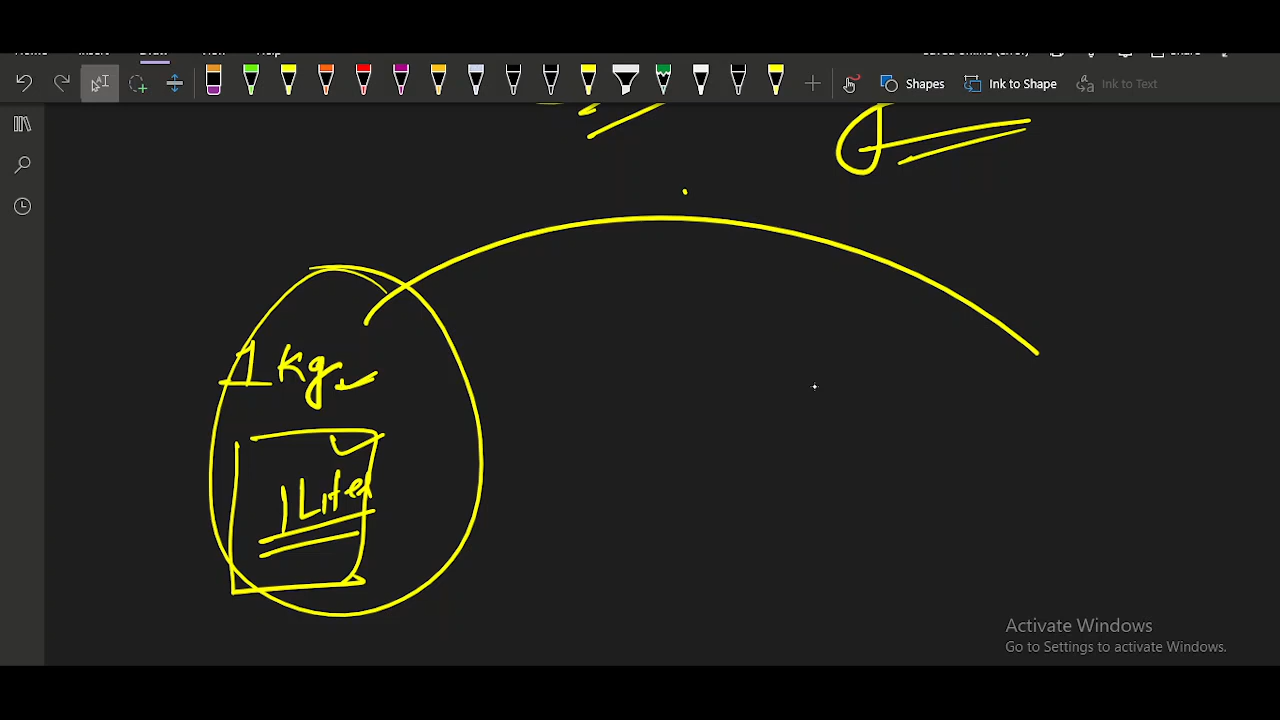 Shapes
Ink to Shape
Ink to Text
1 Kg
1 Liter
Activate Windows
Go to Settings to activate Windows.